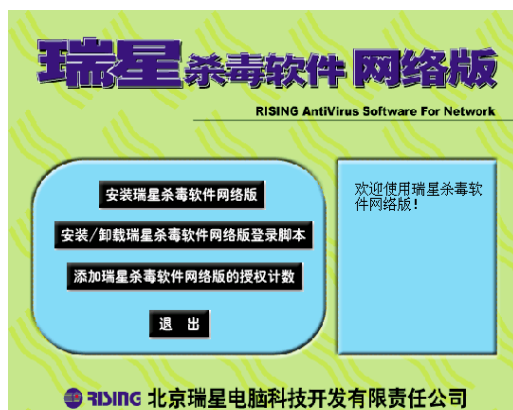 瑞星杀毒软件 网络版
RISING AntiVirus Software For Network
安装瑞星杀毒软件网络版
安装/卸载瑞星杀毒软件网络版登录脚本
添加瑞星杀毒软件网络版的授权计数
退 出
欢迎使用瑞星杀毒软
件网络版!
RISING 北京瑞星电脑科技开发有限责任公司